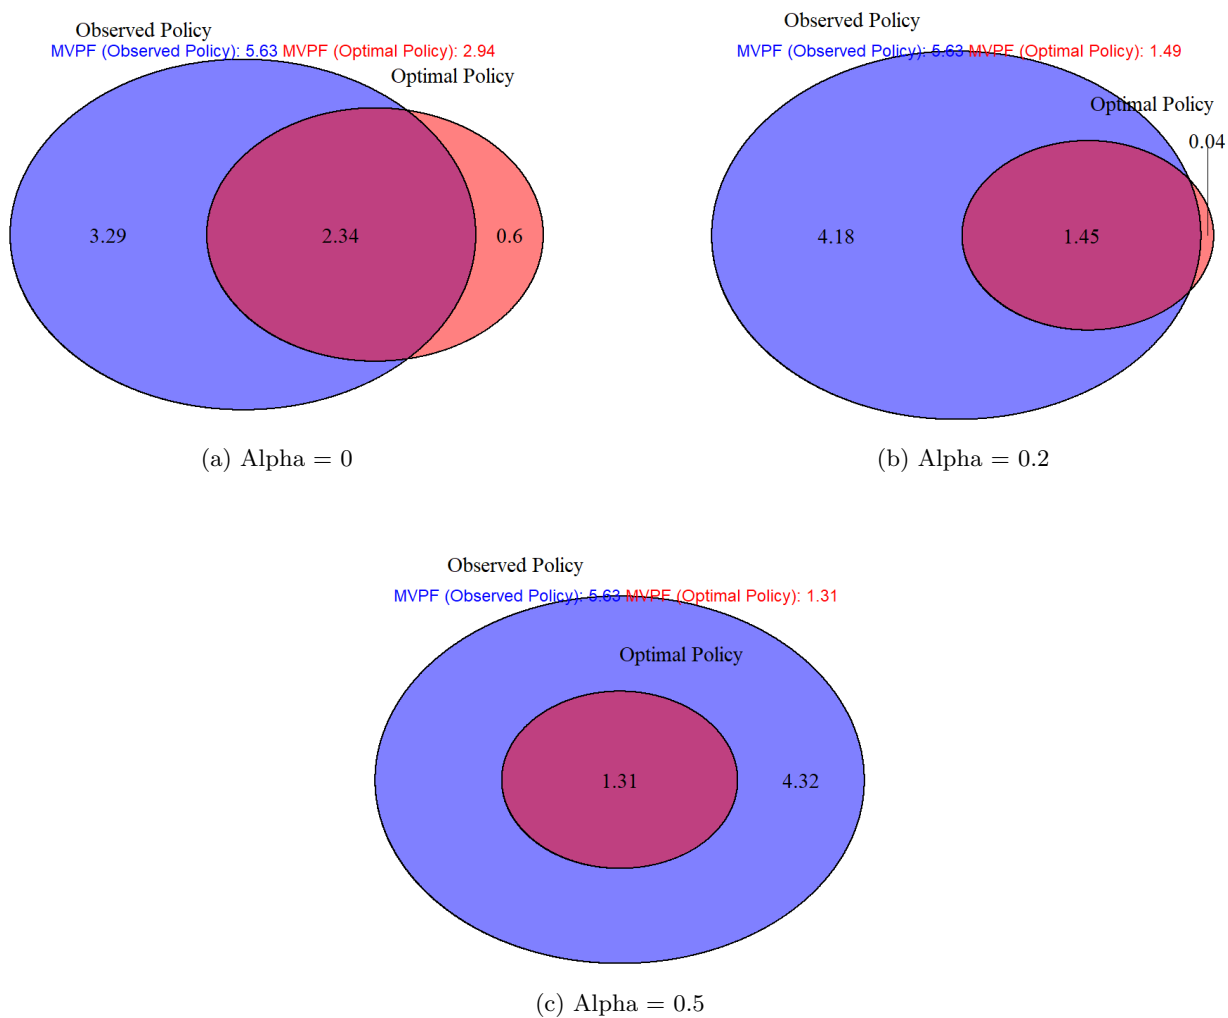 Observed Policy
MVPF (Observed Policy): 5.63 MVPF (Optimal Policy): 2.94
Optimal Policy
3.29
2.34
0.6
(a) Alpha = 0
Observed Policy
MVPF (Observed Policy): 5.63 MVPF (Optimal Policy): 1.49
Optimal Policy
0.04
4.18
1.45
(b) Alpha = 0.2
Observed Policy
MVPF (Observed Policy): 5.63 MVPF (Optimal Policy): 1.31
Optimal Policy
1.31
4.32
(c) Alpha = 0.5